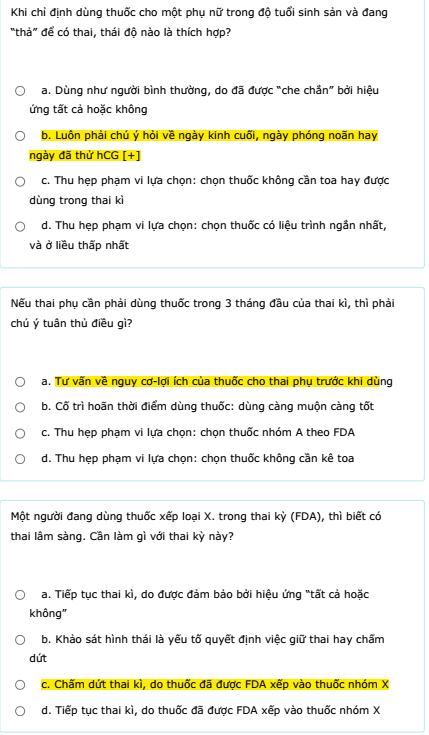 Khi chỉ định dùng thuốc cho một phụ nữ trong độ tuổi sinh sản và đang
"thả" để có thai, thái độ nào là thích hợp?
a. Dùng như người bình thường, do đã được "che chắn" bởi hiệu
ứng tất cả hoặc không
b. Luôn phải chú ý hỏi về ngày kinh cuối, ngày phóng noãn hay
ngày đã thử hCG [+]
c. Thu hẹp phạm vi lựa chọn: chọn thuốc không cần toa hay được
dùng trong thai kì
d. Thu hẹp phạm vi lựa chọn: chọn thuốc có liệu trình ngắn nhất,
và ở liều thấp nhất
Nếu thai phụ cần phải dùng thuốc trong 3 tháng đầu của thai kì, thì phải
chú ý tuân thủ điều gì?
a. Tư vấn về nguy cơ-lợi ích của thuốc cho thai phụ trước khi dùng
b. Cố trì hoãn thời điểm dùng thuốc: dùng càng muộn càng tốt
c. Thu hẹp phạm vi lựa chọn: chọn thuốc nhóm A theo FDA
d. Thu hẹp phạm vi lựa chọn: chọn thuốc không cần kê toa
Một người đang dùng thuốc xếp loại X. trong thai kỳ (FDA), thì biết có
thai lâm sàng. Cần làm gì với thai kỳ này?
a. Tiếp tục thai kì, do được đảm bảo bởi hiệu ứng "tất cả hoặc
không"
b. Khảo sát hình thái là yếu tố quyết định việc giữ thai hay chấm
dứt
c. Chấm dứt thai kì, do thuốc đã được FDA xếp vào thuốc nhóm X
d. Tiếp tục thai kì, do thuốc đã được FDA xếp vào thuốc nhóm X